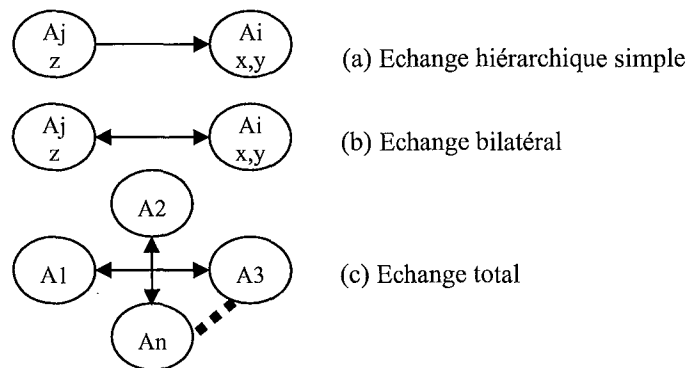 Aj
z
Ai
x,y
(a) Echange hiérarchique simple
Aj
z
Ai
x,y
(b) Echange bilatéral
A2
A1
A3
(c) Echange total
An